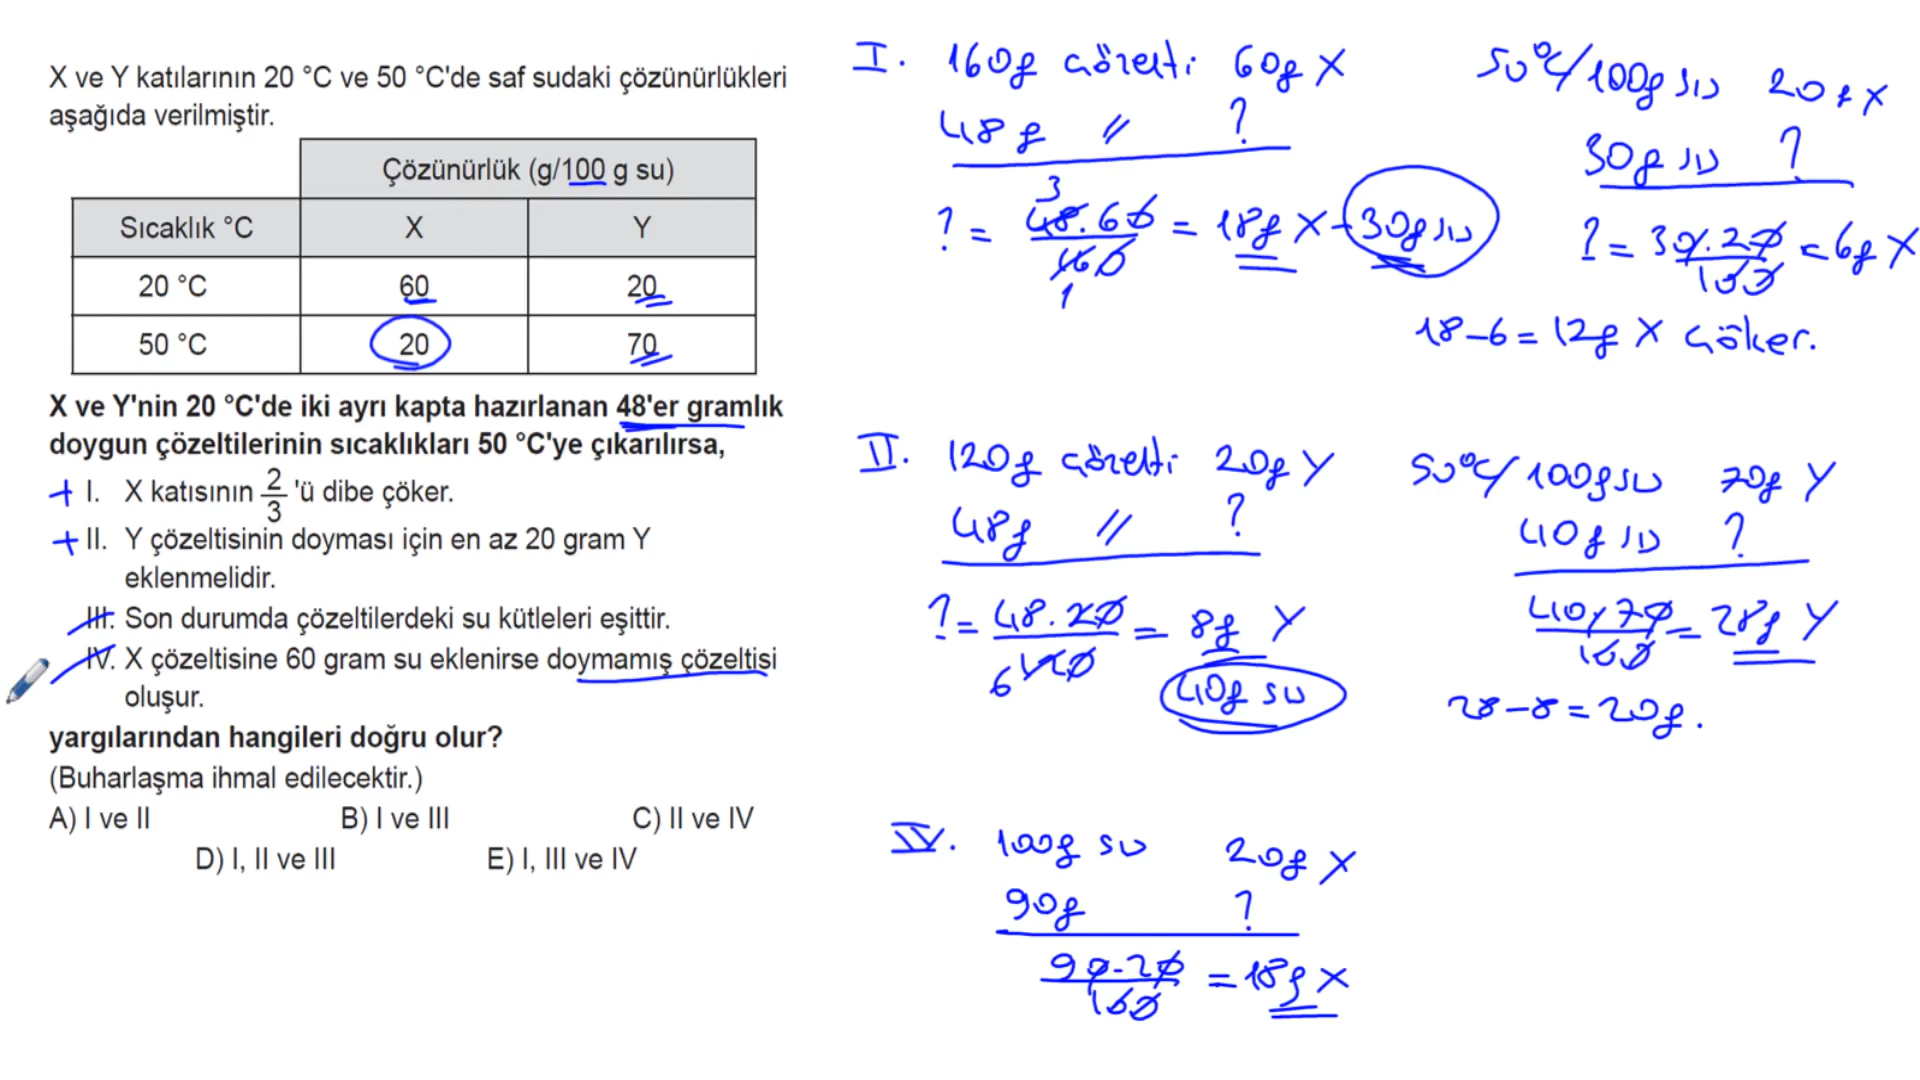 X ve Y katılarının 20 °C ve 50 °C'de saf sudaki çözünürlükleri
aşağıda verilmiştir.
Çözünürlük (g/100 g su)
Sıcaklık °C X Y
20 °C 60 20
50 °C 20 70
X ve Y'nin 20 °C'de iki ayrı kapta hazırlanan 48'er gramlık
doygun çözeltilerinin sıcaklıkları 50 °C'ye çıkarılırsa,
+ I. X katısının 2/3 'ü dibe çöker.
+ II. Y çözeltisinin doyması için en az 20 gram Y
eklenmelidir.
III. Son durumda çözeltilerdeki su kütleleri eşittir.
IV. X çözeltisine 60 gram su eklenirse doymamış çözeltisi
oluşur.
yargılarından hangileri doğru olur?
(Buharlaşma ihmal edilecektir.)
A) I ve II B) I ve III C) II ve IV
D) I, II ve III E) I, III ve IV
I. 160g çözelti 60g X
48g // ?
? = 48.60/160 = 18g X - 30g su
3
1
50°C/100g su 20g X
30g su ?
? = 30.20/100 = 6g X
18-6 = 12g X çöker.
II. 120g çözelti 20g Y
48g // ?
? = 48.20/120 = 8g Y
6
40g su
50°C/100g su 70g Y
40g su ?
40.70/100 = 28g Y
28-8 = 20g.
IV. 100g su 20g X
90g ?
90.20/100 = 18g X